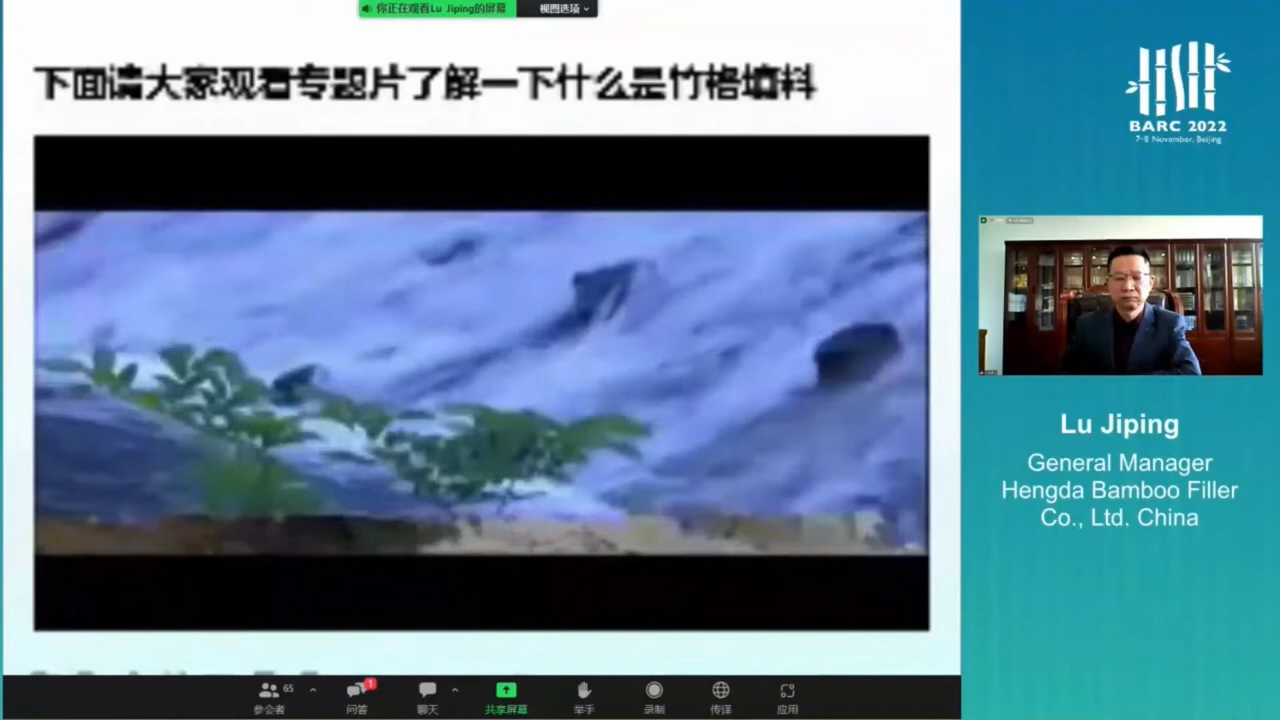 你正在观看Lu Jiping的屏幕
视图选项
下面请大家观看专题片了解一下什么是竹格填料
BARC 2022
7-8 November, Beijing
Lu Jiping
General Manager
Hengda Bamboo Filler
Co., Ltd. China
65
1
参会者
问答
聊天
共享屏幕
举手
录制
传译
应用